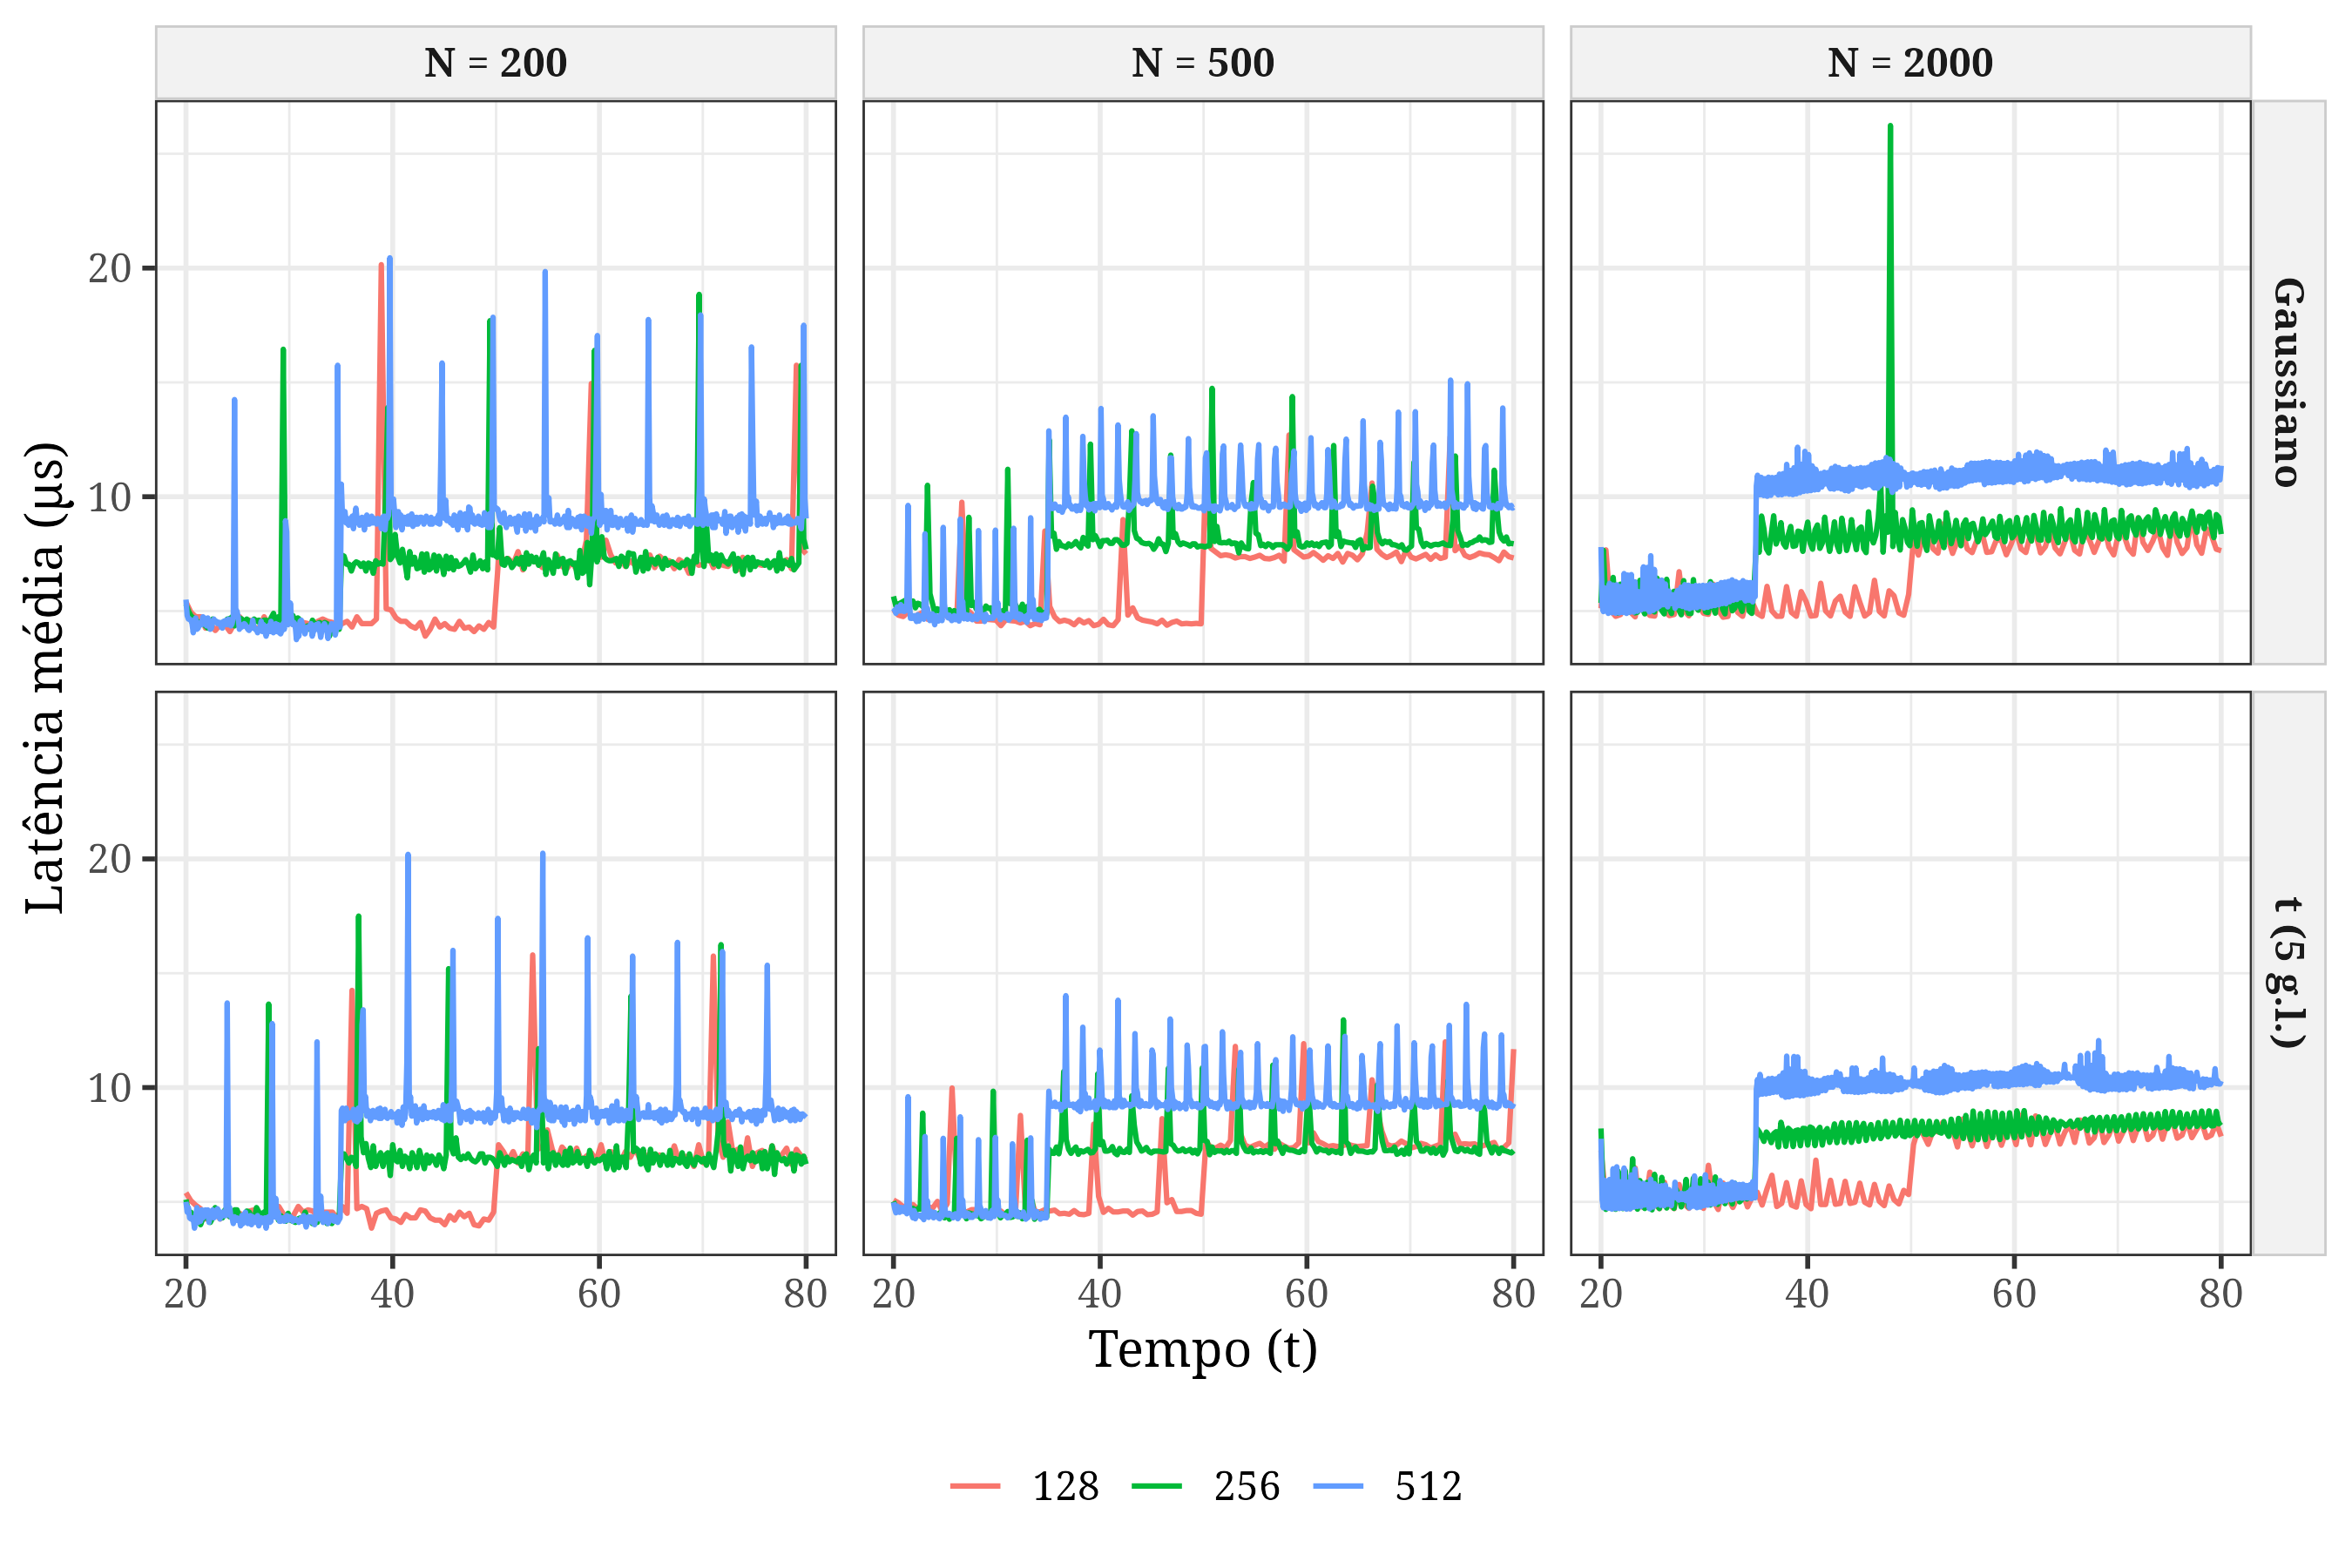 N = 200
N = 500
N = 2000
Latência média (µs)
20
10
Gaussiano
20
10
t (5 g.l.)
20 40 60 80
20 40 60 80
20 40 60 80
Tempo (t)
128 256 512